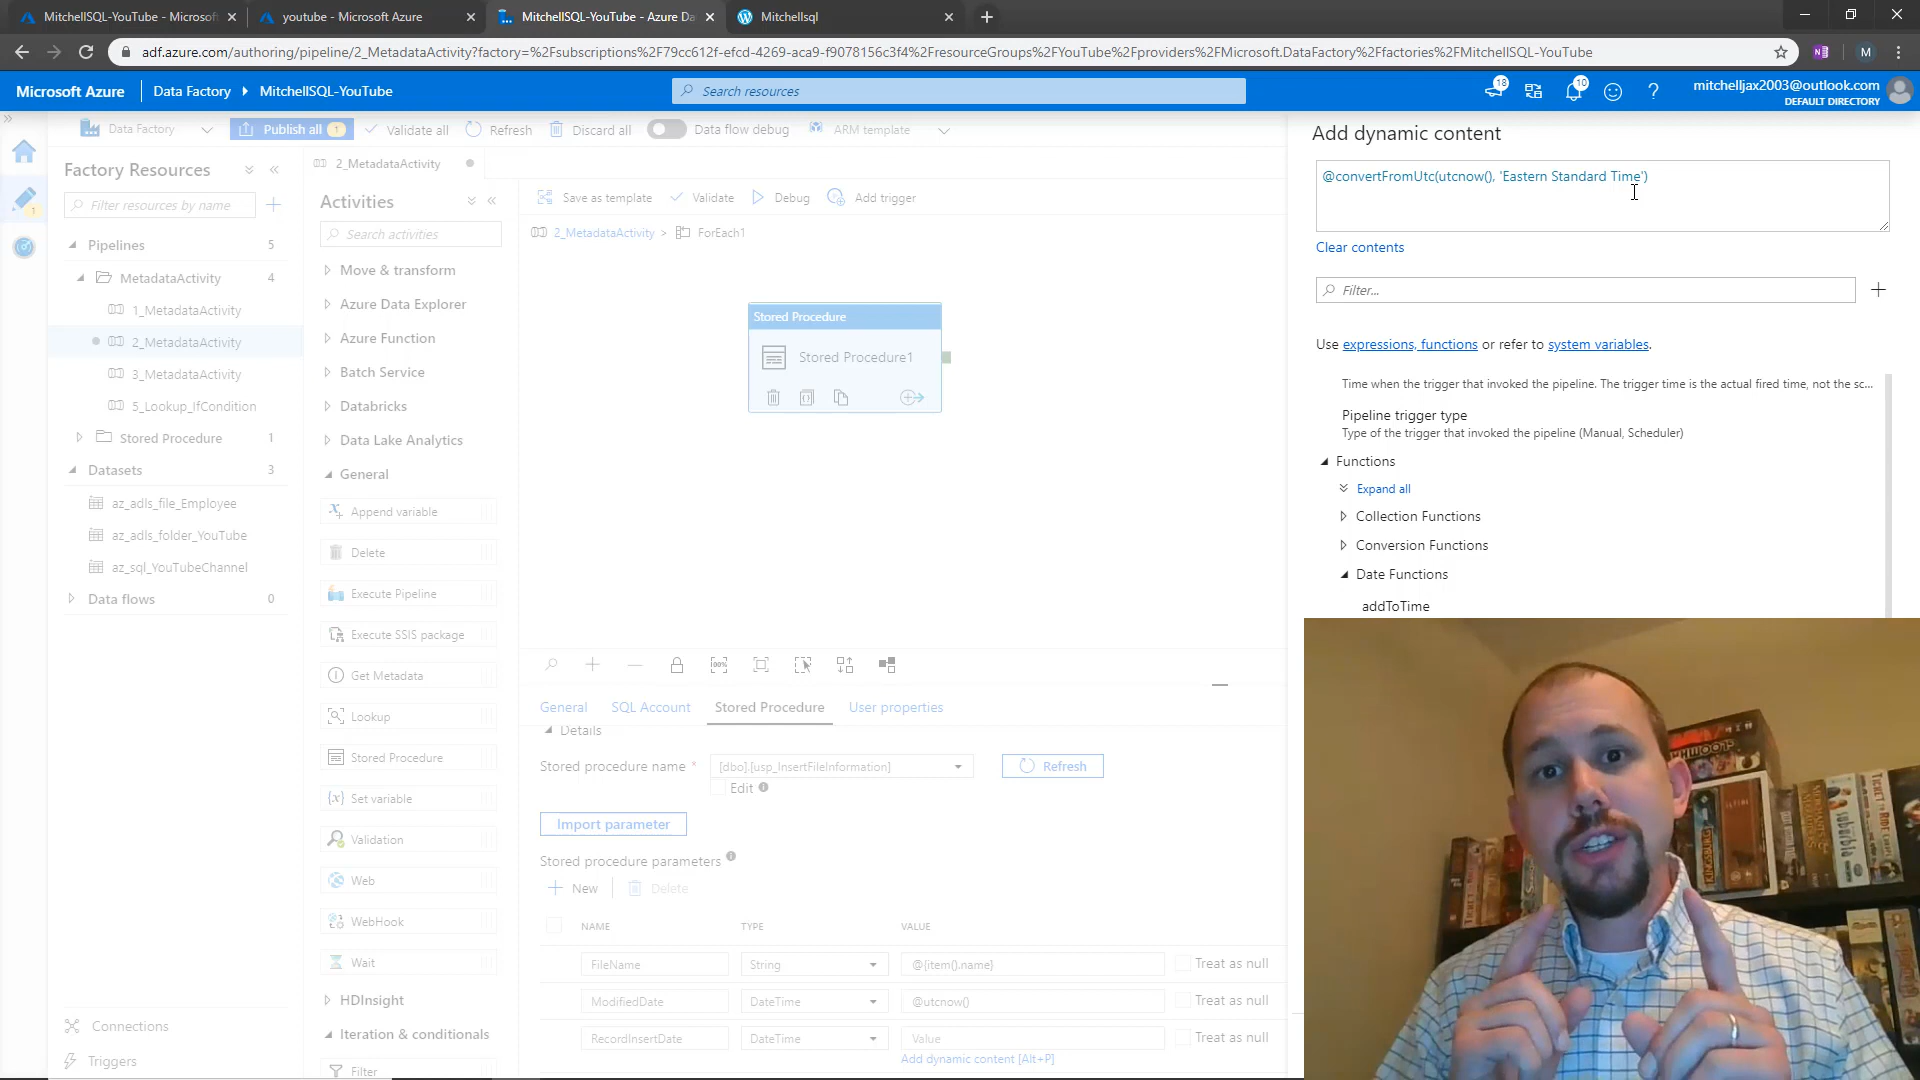 MitchellSQL-YouTube - Microsoft
youtube - Microsoft Azure
MitchellSQL-YouTube - Azure Da
Mitchellsql
adf.azure.com/authoring/pipeline/2_MetadataActivity?factory=%2Fsubscriptions%2F79cc612f-efcd-4269-aca9-f9078156c3f4%2FresourceGroups%2FYouTube%2Fproviders%2FMicrosoft.DataFactory%2Ffactories%2FMitchellSQL-YouTube
M
Microsoft Azure
Data Factory
MitchellSQL-YouTube
Search resources
18
10
mitchelljax2003@outlook.com
DEFAULT DIRECTORY
Data Factory
Publish all 1
Validate all
Refresh
Discard all
Data flow debug
ARM template
Add dynamic content
Factory Resources
Filter resources by name
Pipelines 5
MetadataActivity 4
1_MetadataActivity
2_MetadataActivity
3_MetadataActivity
5_Lookup_IfCondition
Stored Procedure 1
Datasets 3
az_adls_file_Employee
az_adls_folder_YouTube
az_sql_YouTubeChannel
Data flows 0
Connections
Triggers
1
Activities
Search activities
Move & transform
Azure Data Explorer
Azure Function
Batch Service
Databricks
Data Lake Analytics
General
Append variable
Delete
Execute Pipeline
Execute SSIS package
Get Metadata
Lookup
Stored Procedure
Set variable
Validation
Web
WebHook
Wait
HDInsight
Iteration & conditionals
Filter
2_MetadataActivity
Save as template
Validate
Debug
Add trigger
2_MetadataActivity > ForEach1
Stored Procedure
Stored Procedure1
100%
General
SQL Account
Stored Procedure
User properties
Details
Stored procedure name *
[dbo].[usp_InsertFileInformation]
Refresh
Edit
Import parameter
Stored procedure parameters
New
Delete
NAME TYPE VALUE
FileName String @{item().name} Treat as null
ModifiedDate DateTime @utcnow() Treat as null
RecordInsertDate DateTime Value Treat as null
Add dynamic content [Alt+P]
@convertFromUtc(utcnow(), 'Eastern Standard Time')
Clear contents
Filter...
Use expressions, functions or refer to system variables.
Time when the trigger that invoked the pipeline. The trigger time is the actual fired time, not the sc...
Pipeline trigger type
Type of the trigger that invoked the pipeline (Manual, Scheduler)
Functions
Expand all
Collection Functions
Conversion Functions
Date Functions
addToTime